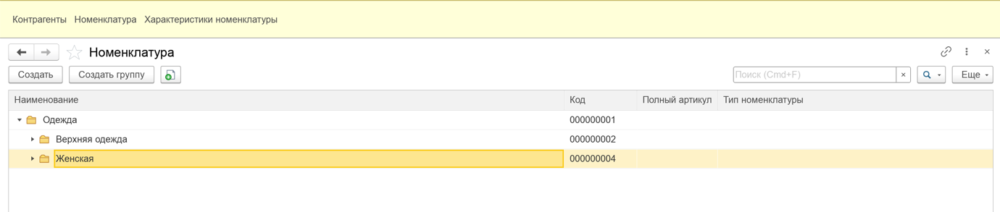 Контрагенты Номенклатура Характеристики номенклатуры
Номенклатура
Создать Создать группу Поиск (Cmd+F) Еще
Наименование Код Полный артикул Тип номенклатуры
Одежда 000000001
Верхняя одежда 000000002
Женская 000000004